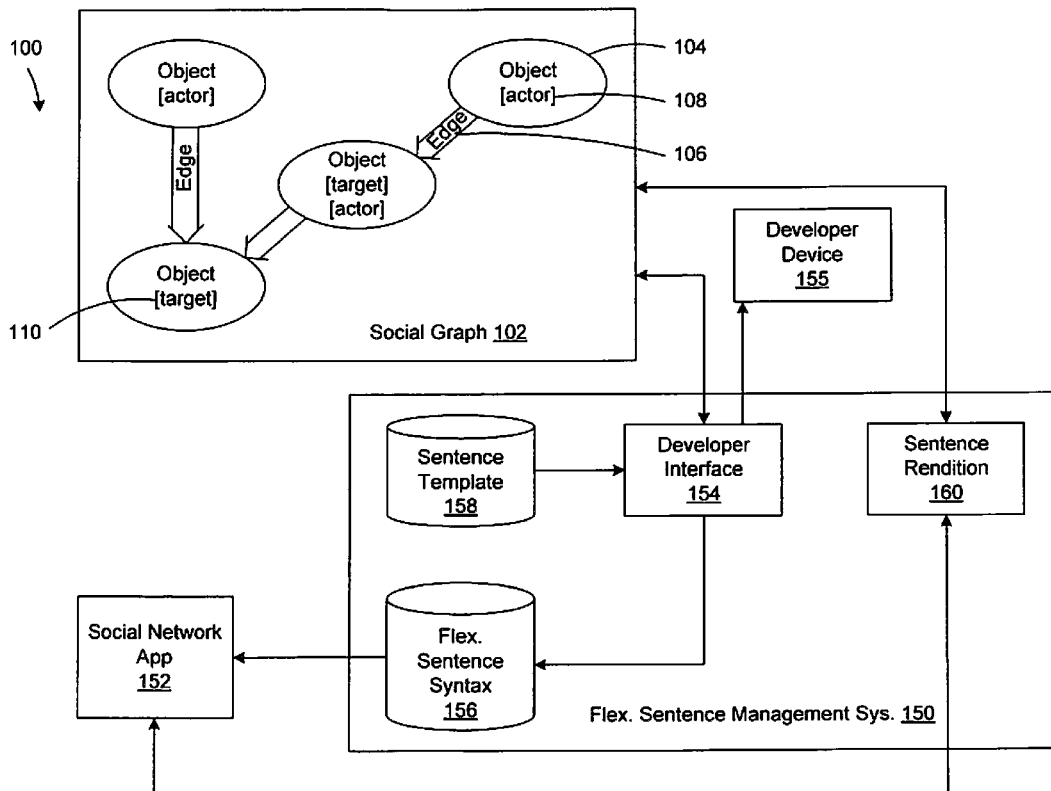 100
Object
[actor]
Edge
Object
[actor]
104
108
Edge
106
Object
[target]
[actor]
Object
[target]
110
Social Graph 102
Developer
Device
155
Sentence
Template
158
Developer
Interface
154
Sentence
Rendition
160
Social Network
App
152
Flex.
Sentence
Syntax
156
Flex. Sentence Management Sys. 150